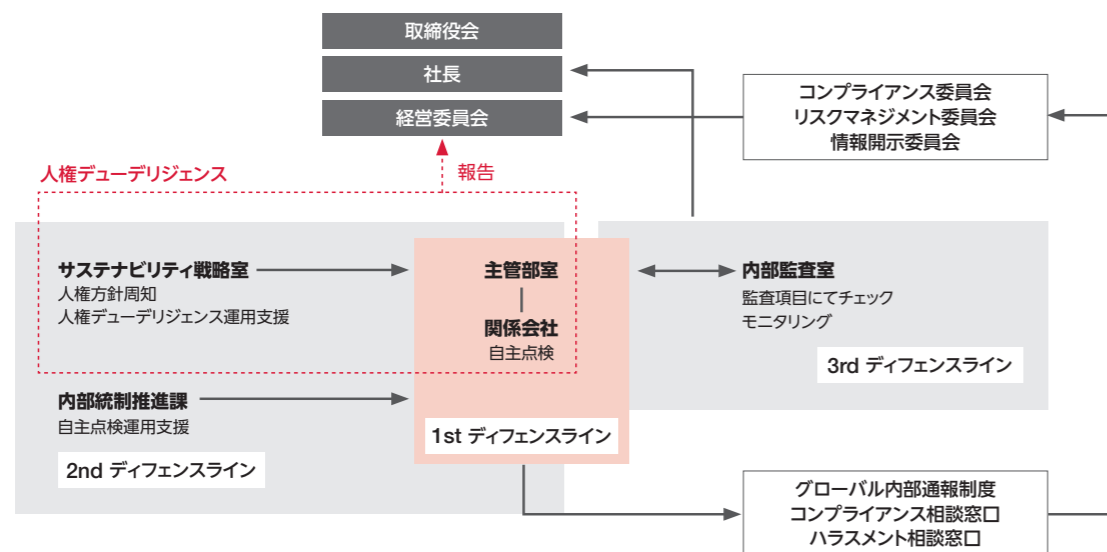 取締役会
社長
経営委員会
コンプライアンス委員会
リスクマネジメント委員会
情報開示委員会
人権デューデリジェンス
報告
サステナビリティ戦略室
人権方針周知
人権デューデリジェンス運用支援
主管部室
関係会社
自主点検
内部監査室
監査項目にてチェック
モニタリング
3rd ディフェンスライン
内部統制推進課
自主点検運用支援
2nd ディフェンスライン
1st ディフェンスライン
グローバル内部通報制度
コンプライアンス相談窓口
ハラスメント相談窓口